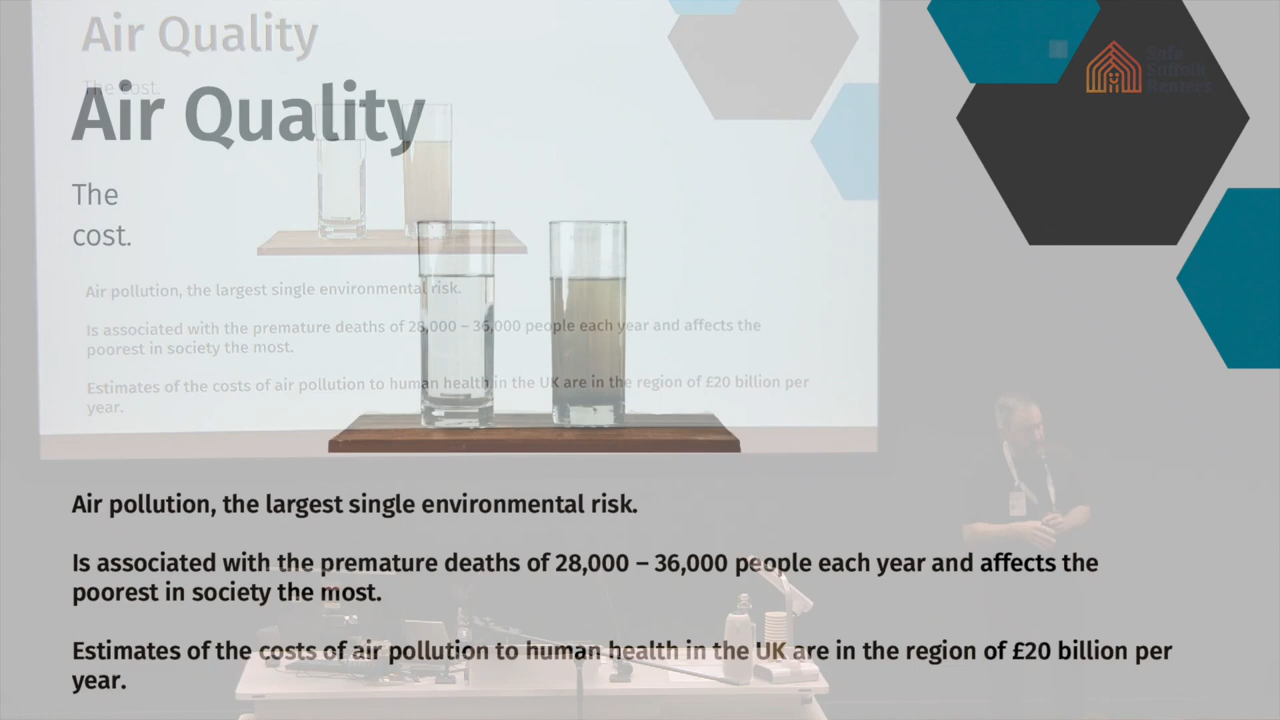 Air Quality
The cost.
Air pollution, the largest single environmental risk.
Is associated with the premature deaths of 28,000 – 36,000 people each year and affects the
poorest in society the most.
Estimates of the costs of air pollution to human health in the UK are in the region of £20 billion per
year.
Safe
Suffolk
Renters
Air Quality
The
cost.
Air pollution, the largest single environmental risk.
Is associated with the premature deaths of 28,000 – 36,000 people each year and affects the
poorest in society the most.
Estimates of the costs of air pollution to human health in the UK are in the region of £20 billion per
year.